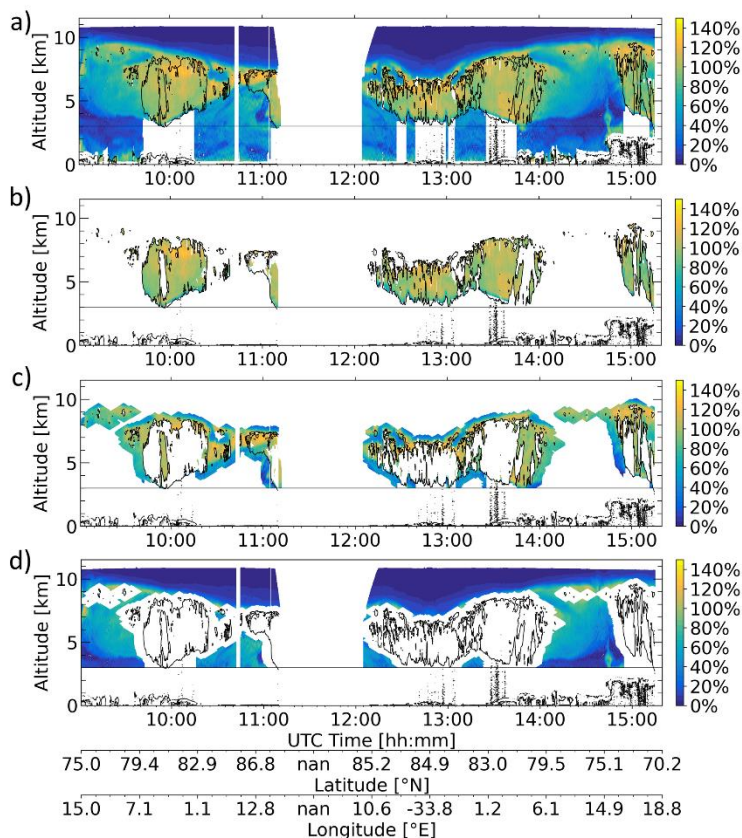 a)
Altitude [km]
10
5
0
140%
120%
100%
80%
60%
40%
20%
0%
10:00 11:00 12:00 13:00 14:00 15:00
b)
Altitude [km]
10
5
0
140%
120%
100%
80%
60%
40%
20%
0%
10:00 11:00 12:00 13:00 14:00 15:00
c)
Altitude [km]
10
5
0
140%
120%
100%
80%
60%
40%
20%
0%
10:00 11:00 12:00 13:00 14:00 15:00
d)
Altitude [km]
10
5
0
140%
120%
100%
80%
60%
40%
20%
0%
10:00 11:00 12:00 13:00 14:00 15:00
UTC Time [hh:mm]
75.0 79.4 82.9 86.8 nan 85.2 84.9 83.0 79.5 75.1 70.2
Latitude [°N]
15.0 7.1 1.1 12.8 nan 10.6 -33.8 1.2 6.1 14.9 18.8
Longitude [°E]